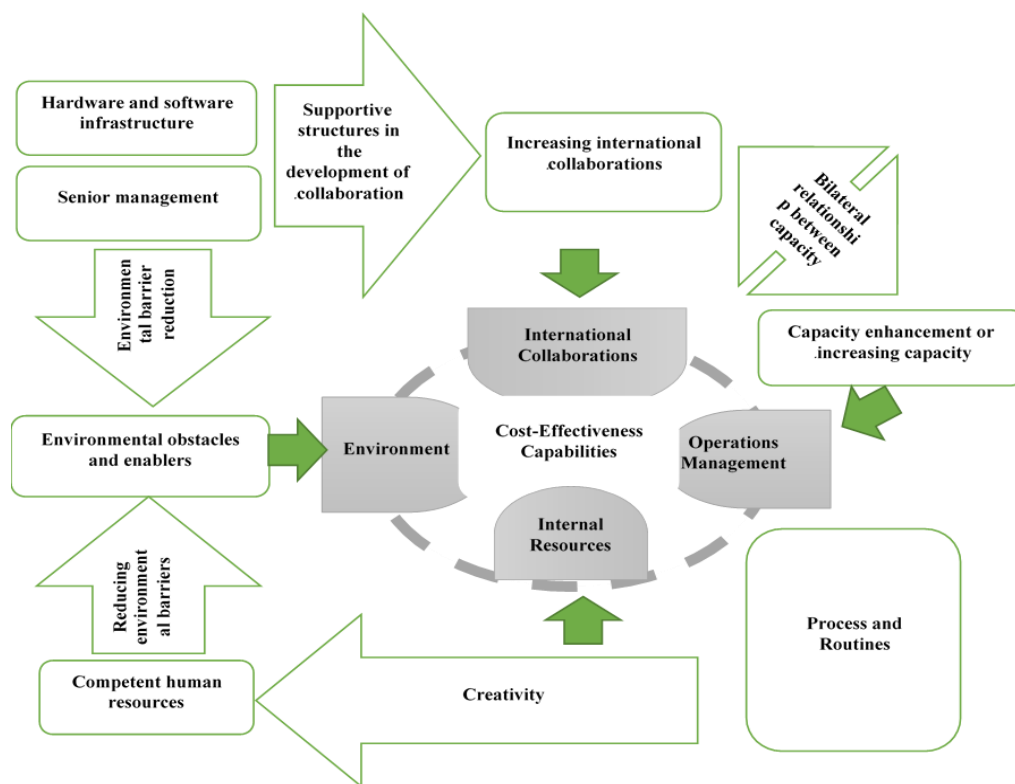 Hardware and software
infrastructure
Senior management
Supportive
structures in
the
development of
.collaboration
Increasing international
.collaborations
Bilateral
relationshi
p between
capacity
Environmen
tal barrier
reduction
International
Collaborations
Capacity enhancement or
.increasing capacity
Environmental obstacles
and enablers
Environment
Cost-Effectiveness
Capabilities
Operations
Management
Internal
Resources
Reducing
environment
al barriers
Process and
Routines
Competent human
resources
Creativity